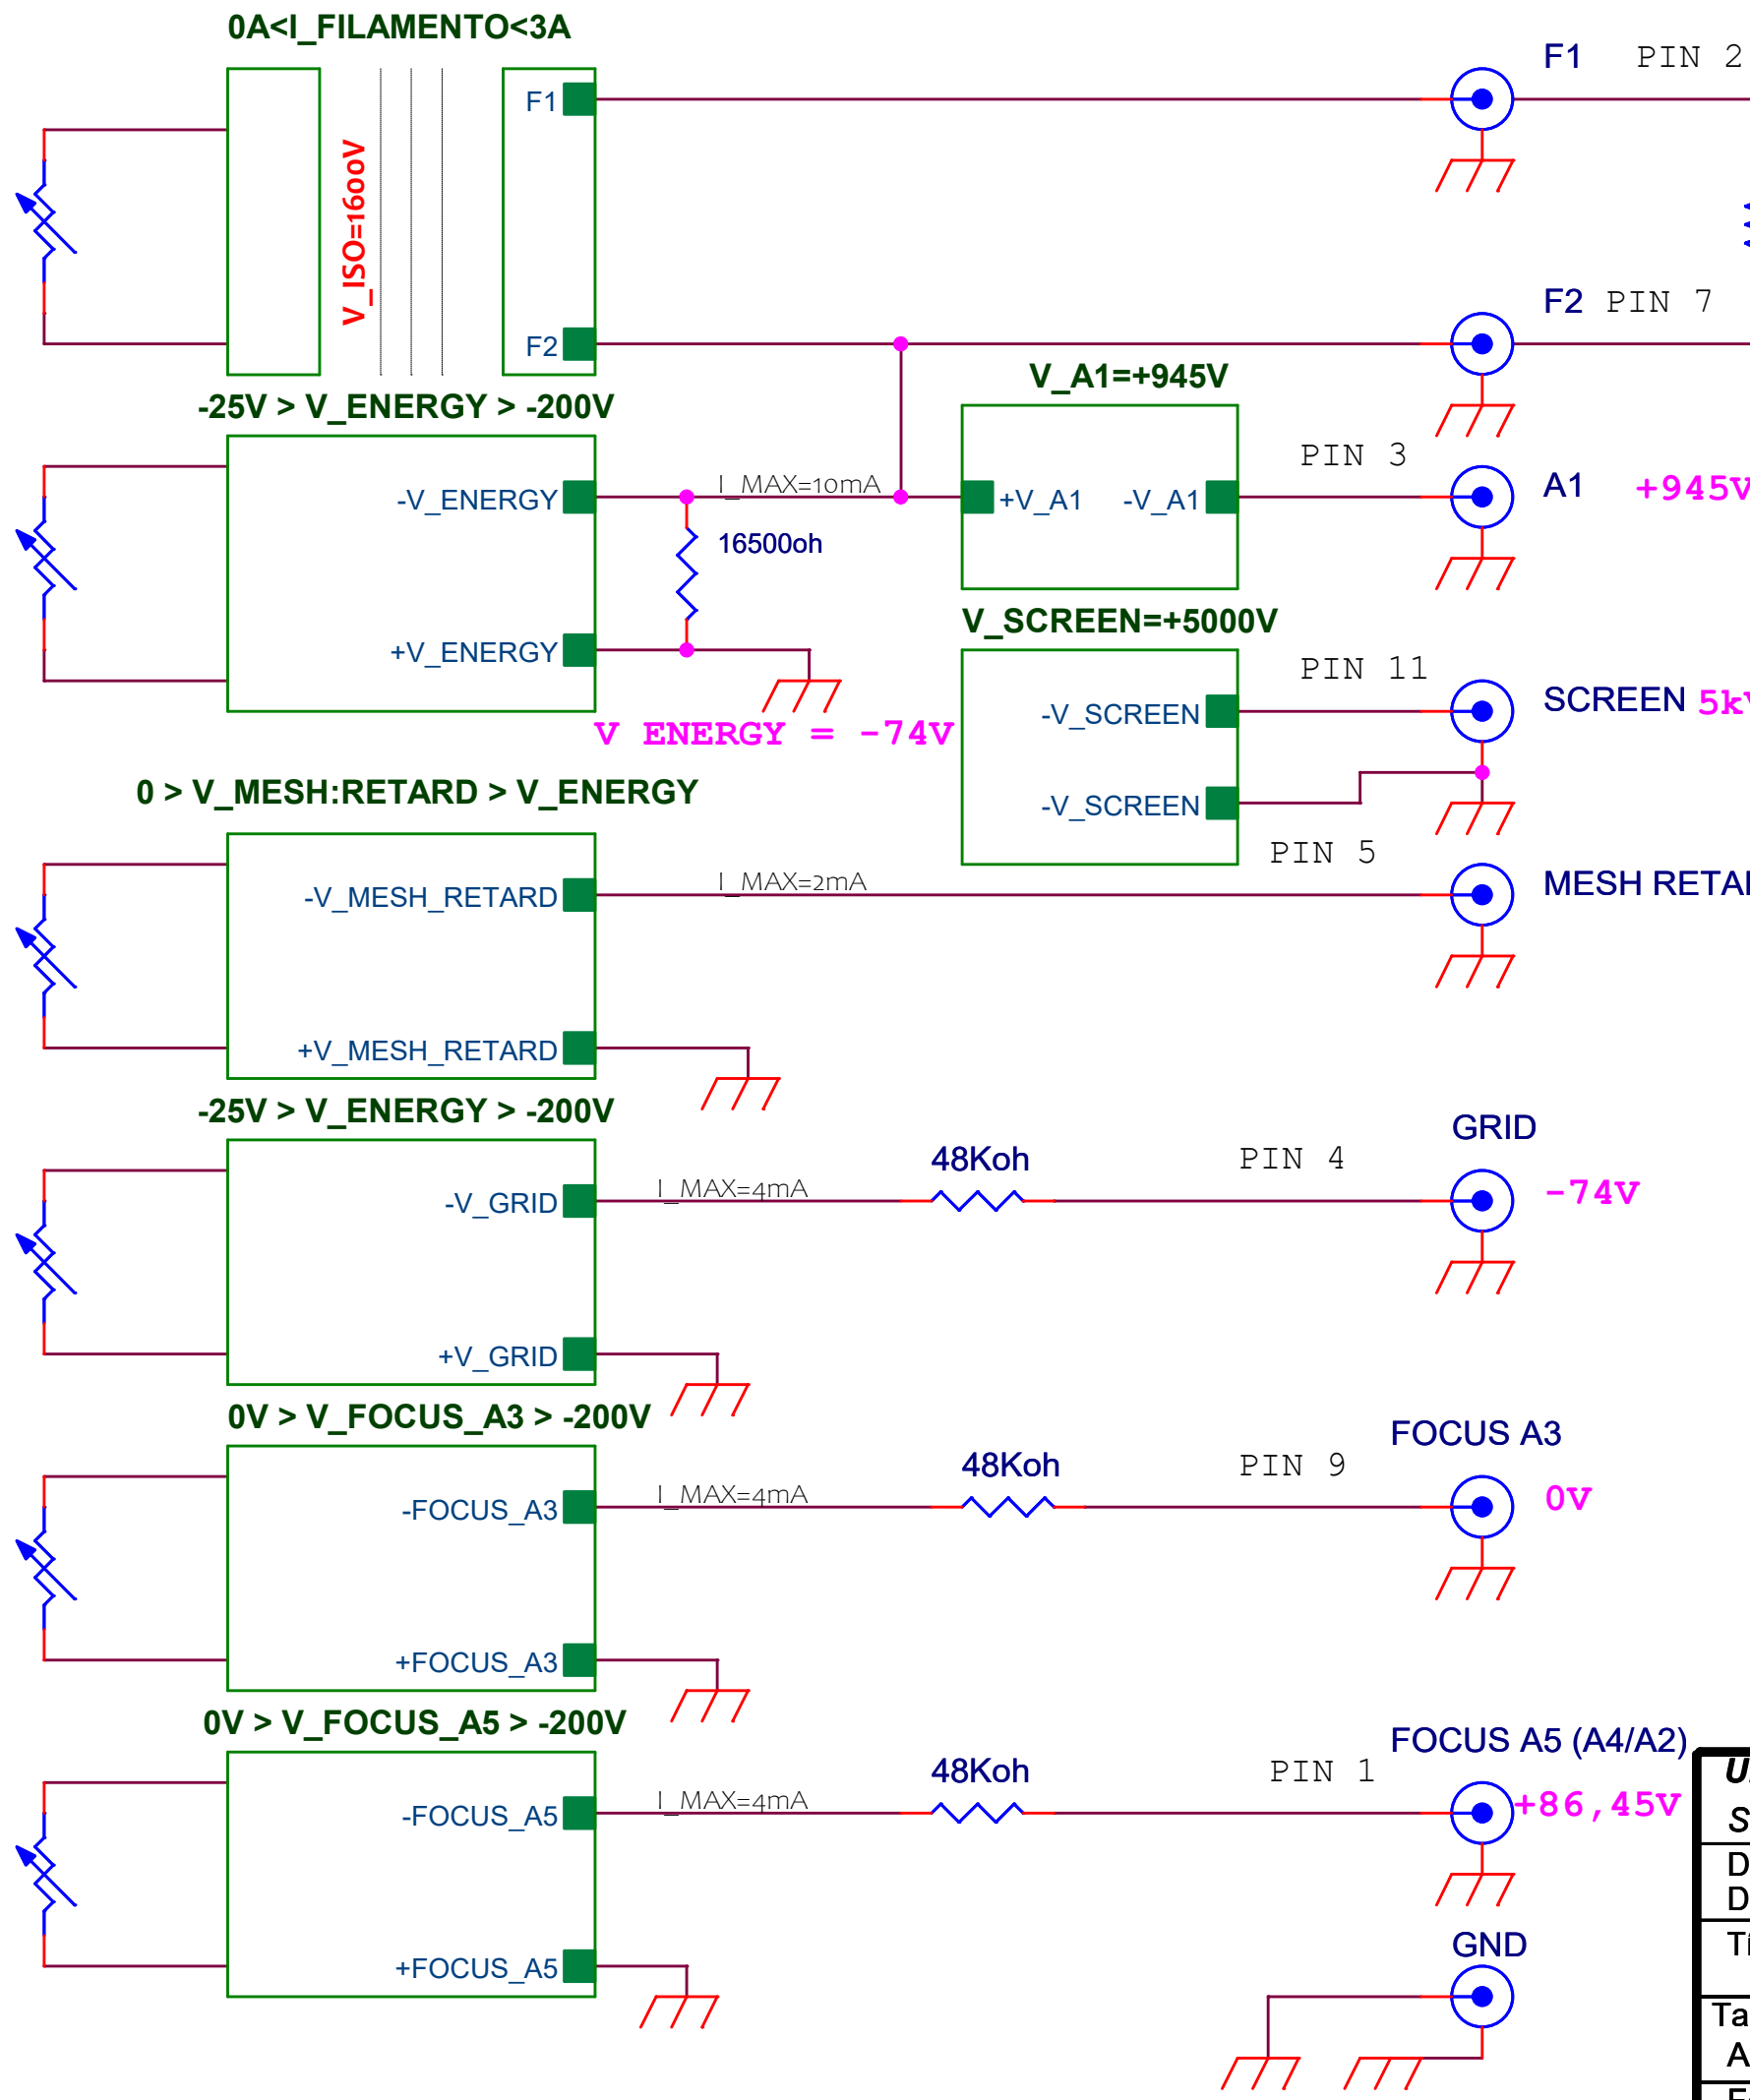 0A<I_FILAMENTO<3A
F1 PIN 2
F1
V_ISO=1600V
F2 PIN 7
F2
V_A1=+945V
-25V > V_ENERGY > -200V
PIN 3
I_MAX=10mA
A1 +945V
-V_ENERGY
+V_A1 -V_A1
16500oh
V_SCREEN=+5000V
+V_ENERGY
PIN 11
SCREEN 5kV
-V_SCREEN
V ENERGY = -74V
0 > V_MESH:RETARD > V_ENERGY
-V_SCREEN
PIN 5
I_MAX=2mA
MESH RETAR
-V_MESH_RETARD
+V_MESH_RETARD
-25V > V_ENERGY > -200V
GRID
48Koh
PIN 4
I_MAX=4mA
-74V
-V_GRID
+V_GRID
0V > V_FOCUS_A3 > -200V
FOCUS A3
48Koh
PIN 9
I_MAX=4mA
0V
-FOCUS_A3
+FOCUS_A3
0V > V_FOCUS_A5 > -200V
FOCUS A5 (A4/A2)
48Koh
PIN 1
I_MAX=4mA
+86,45V
-FOCUS_A5
GND
+FOCUS_A5